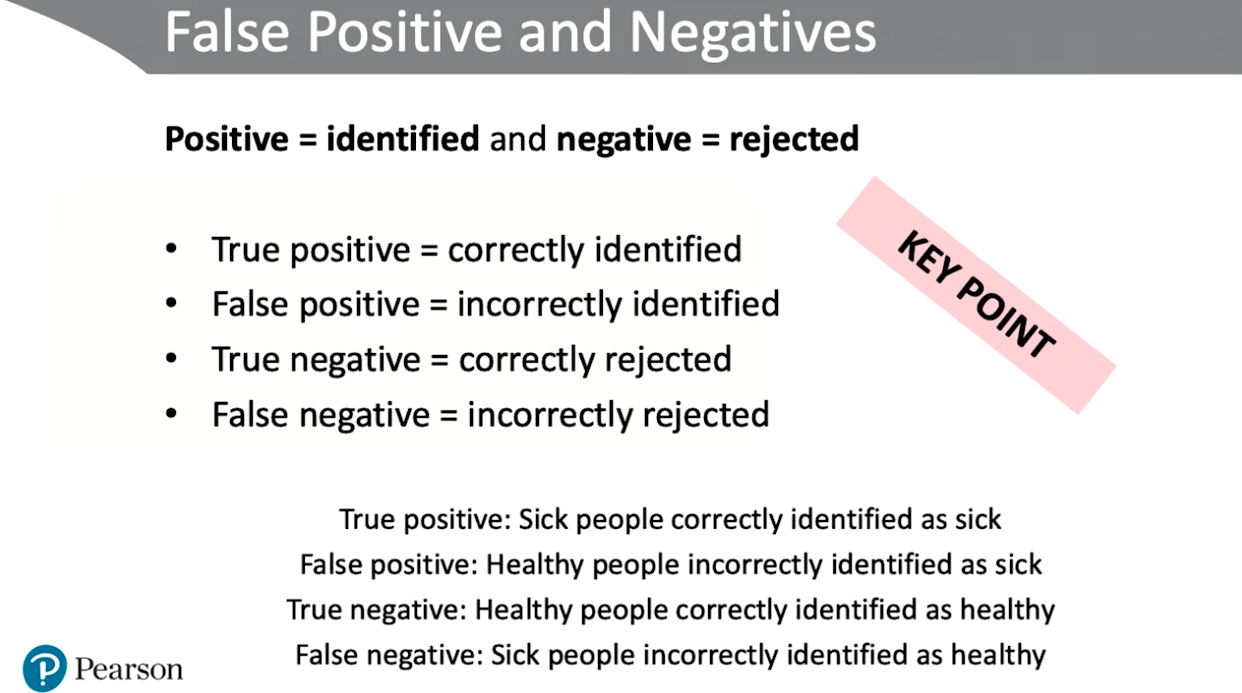 False Positive and Negatives
Positive = identified and negative = rejected
• True positive = correctly identified
• False positive = incorrectly identified
• True negative = correctly rejected
• False negative = incorrectly rejected
KEY POINT
True positive: Sick people correctly identified as sick
False positive: Healthy people incorrectly identified as sick
True negative: Healthy people correctly identified as healthy
False negative: Sick people incorrectly identified as healthy
Pearson